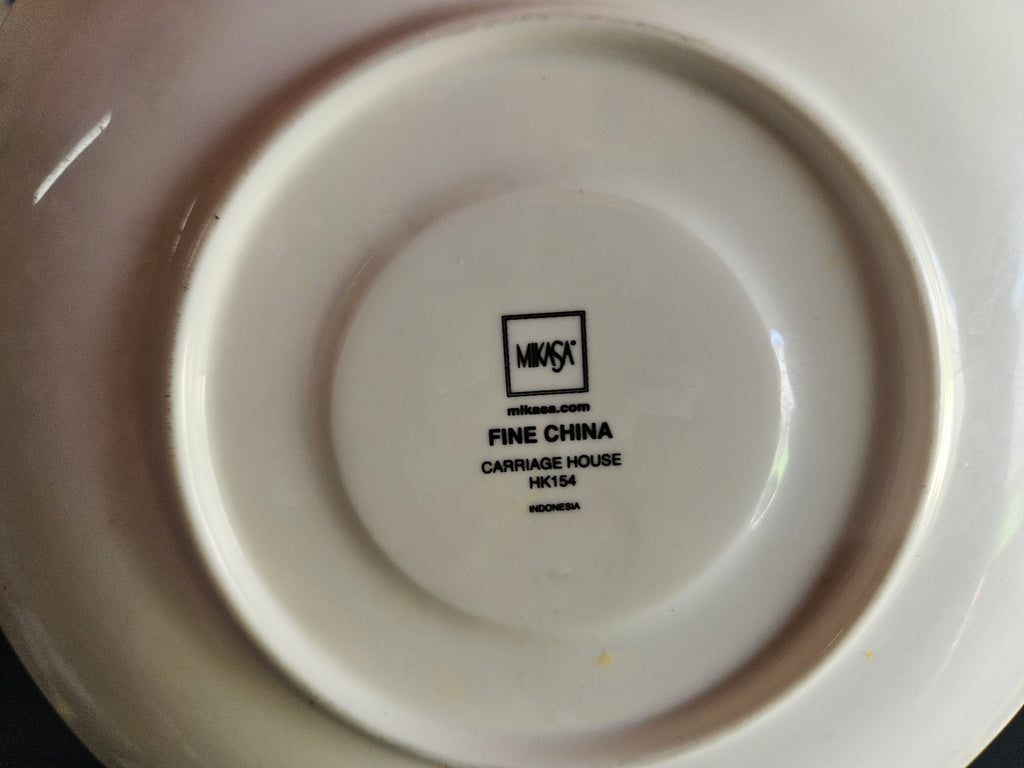 MIKASA®
mikasa.com
FINE CHINA
CARRIAGE HOUSE
HK154
INDONESIA